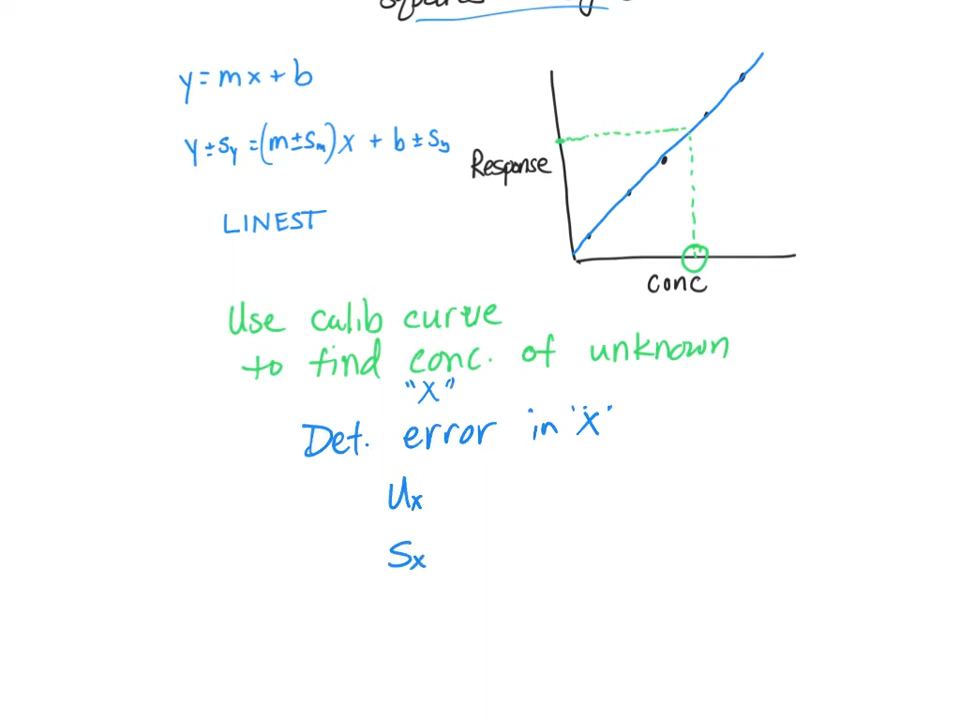 y = mx + b
y ± Sy = (m ± Sm)x + b ± Sb
LINEST
Response
Conc
Use calib curve
to find conc. of unknown
"X"
Det. error in "X"
Ux
Sx